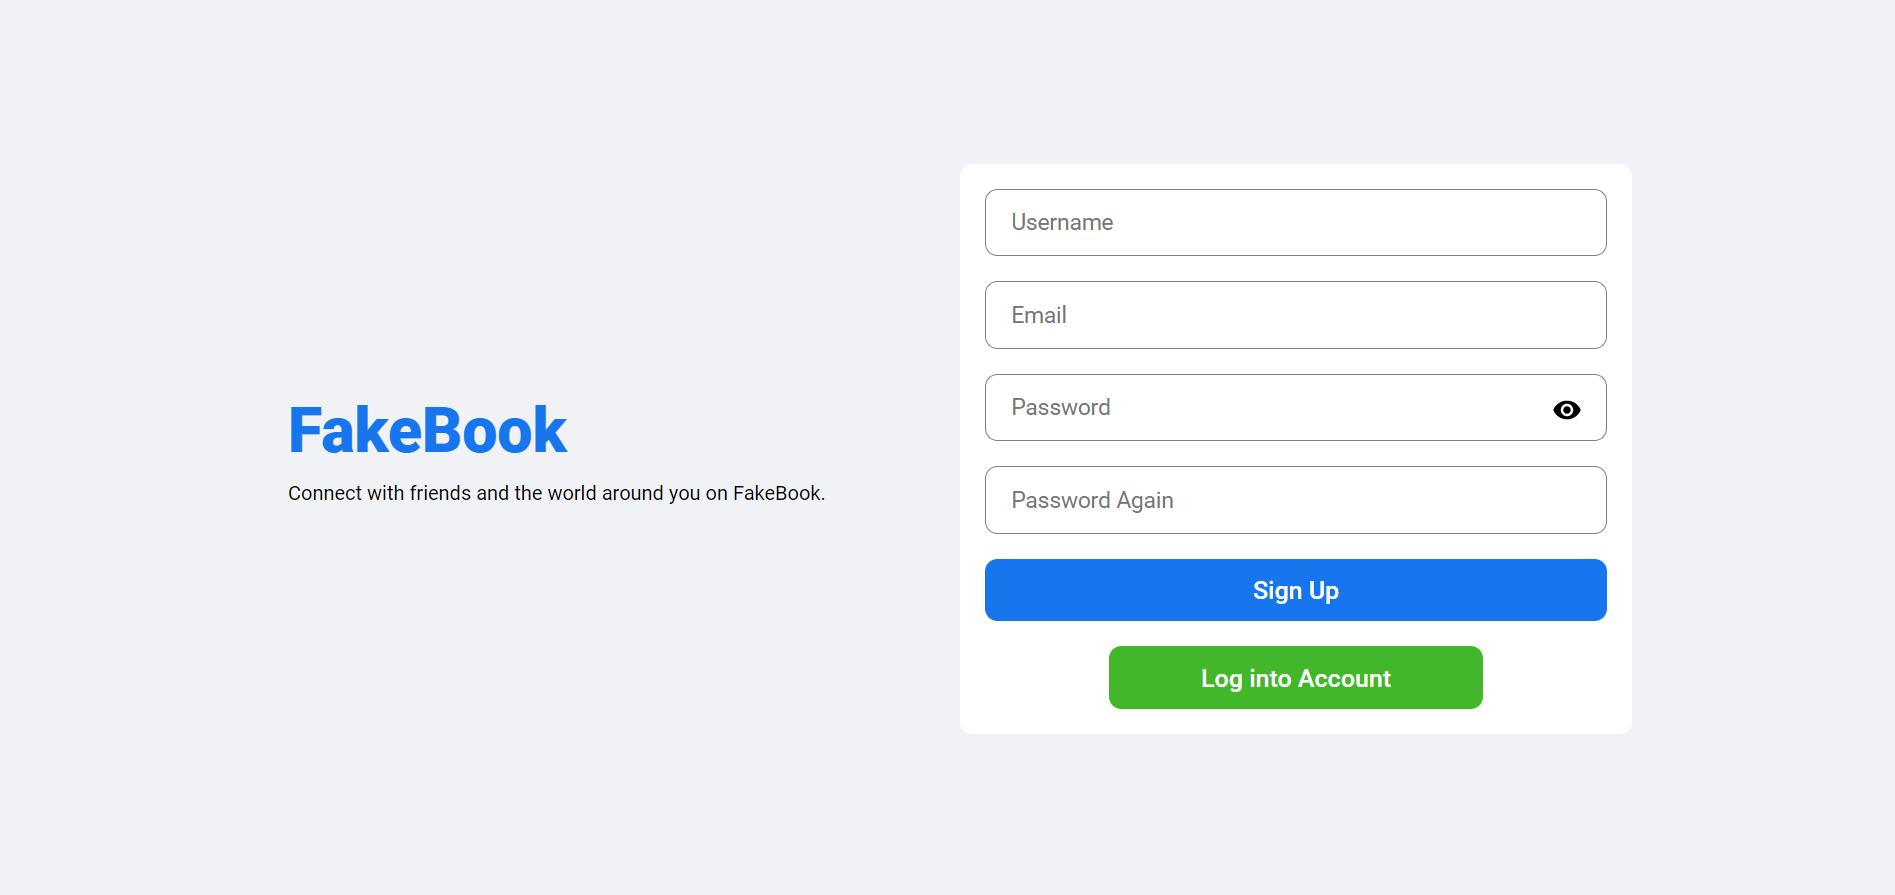 FakeBook
Connect with friends and the world around you on FakeBook.
Username
Email
Password
Password Again
Sign Up
Log into Account